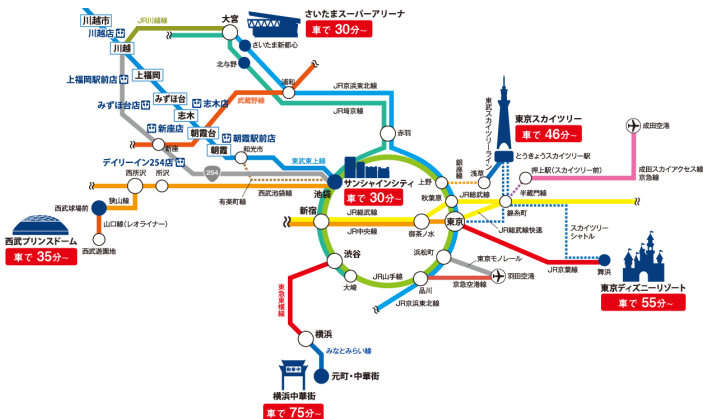 川越市
川越店
川越
JR川越線
大宮
さいたまスーパーアリーナ
車で30分~
さいたま新都心
北与野
上福岡駅前店
上福岡
みずほ台店
みずほ台
志木店
志木
武蔵野線
浦和
JR京浜東北線
JR埼京線
新座店
朝霞台
朝霞駅前店
赤羽
新座
朝霞
和光市
デイリーイン254店
254
東武東上線
西所沢
所沢
有楽町線
西武池袋線
池袋
サンシャインシティ
車で30分~
狭山線
西武球場前
山口線(レオライナー)
西武遊園地
西武プリンスドーム
車で35分~
東武スカイツリーライン
東京スカイツリー
車で46分~
とうきょうスカイツリー駅
成田空港
押上駅(スカイツリー前)
成田スカイアクセス線
京急線
銀座線
浅草
上野
JR総武線
半蔵門線
秋葉原
錦糸町
新宿
JR総武線
JR中央線
御茶ノ水
東京
JR総武線快速
スカイツリー
シャトル
渋谷
浜松町
東京モノレール
大崎
JR山手線
品川
羽田空港
京急空港線
JR京浜東北線
JR京葉線
舞浜
東京ディズニーリゾート
車で55分~
東急東横線
横浜
みなとみらい線
元町・中華街
横浜中華街
車で75分~